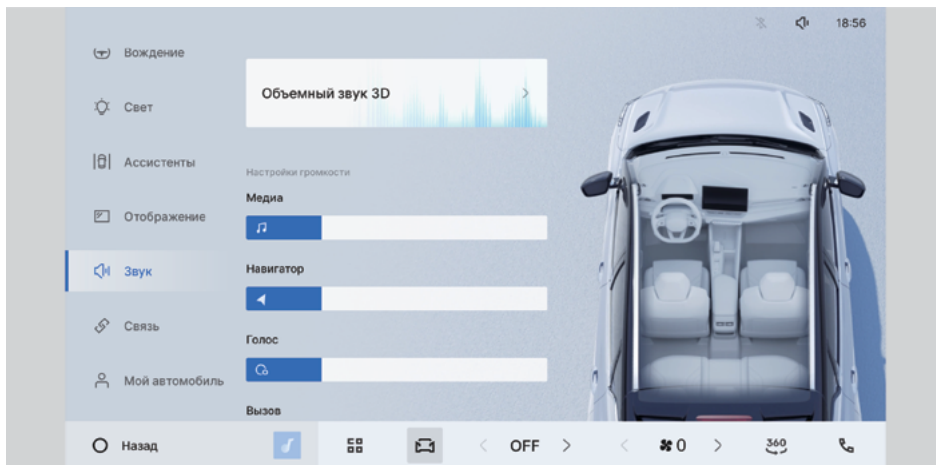 18:56
Вождение
Свет
Ассистенты
Отображение
Звук
Связь
Мой автомобиль
Объемный звук 3D
Настройки громкости
Медиа
Навигатор
Голос
Вызов
Назад
OFF
0
360